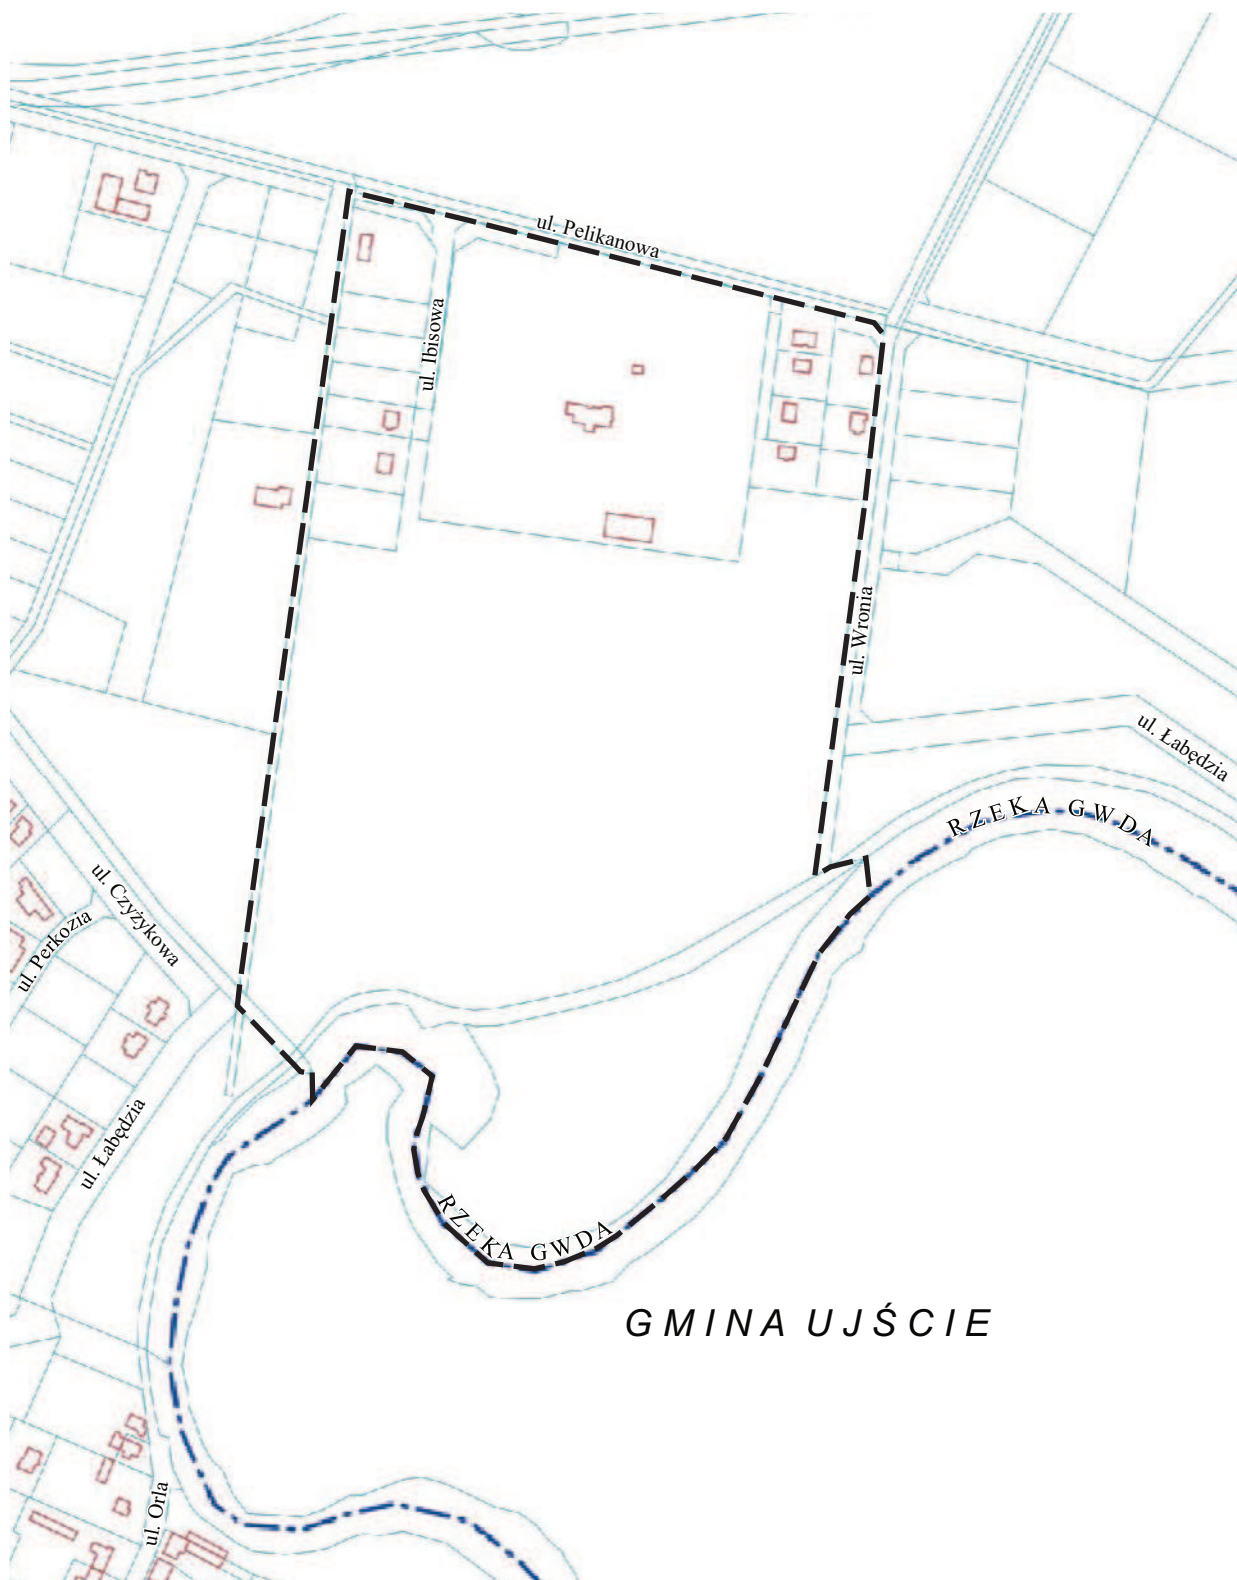 ul. Pelikanowa
ul. Ibisowa
ul. Wronia
ul. Łabędzia
RZEKA GWDA
ul. Czyżykowa
ul. Perkozia
ul. Łabędzia
RZEKA GWDA
GMINA UJŚCIE
ul. Orla